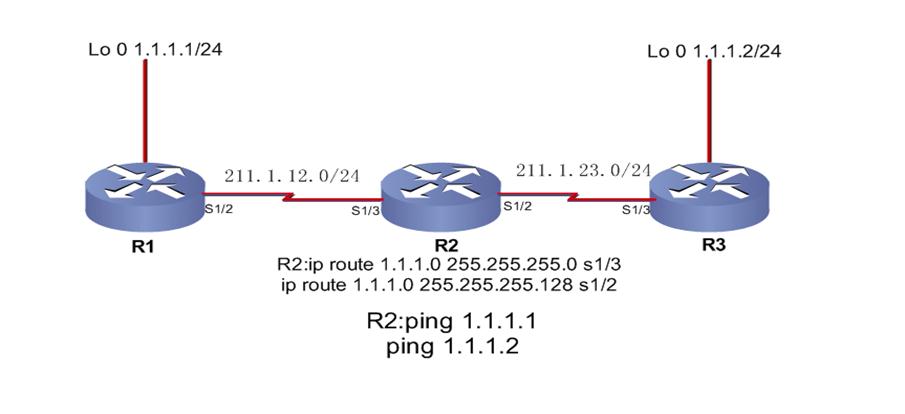 Lo 0 1.1.1.1/24
Lo 0 1.1.1.2/24
211.1.12.0/24
211.1.23.0/24
S1/2
S1/3
S1/2
S1/3
R1
R2
R3
R2:ip route 1.1.1.0 255.255.255.0 s1/3
ip route 1.1.1.0 255.255.255.128 s1/2
R2:ping 1.1.1.1
ping 1.1.1.2